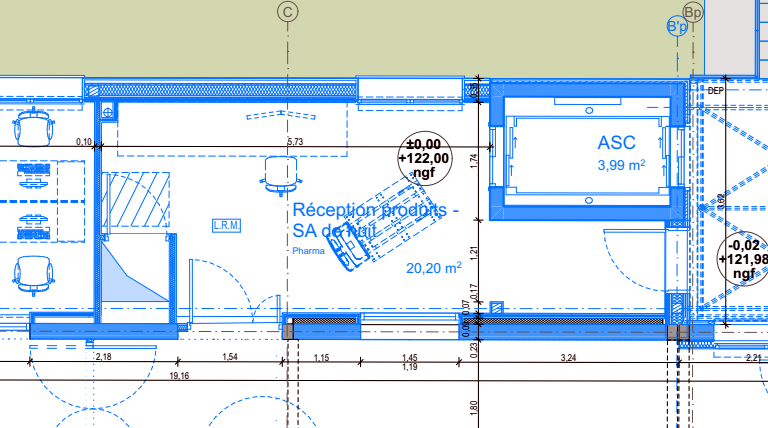 C
B'p
Bp
DEP
0,35
0,10
5,73
±0,00
+122,00
ngf
1,74
ASC
3,99 m²
3,62
Réception produits -
SA de nuit
Pharma
L.R.M
20,20 m²
1,21
-0,02
+121,98
ngf
0,17
0,07
0,23
2,18
1,54
1,15
1,45
1,19
3,24
2,21
19,16
1,80